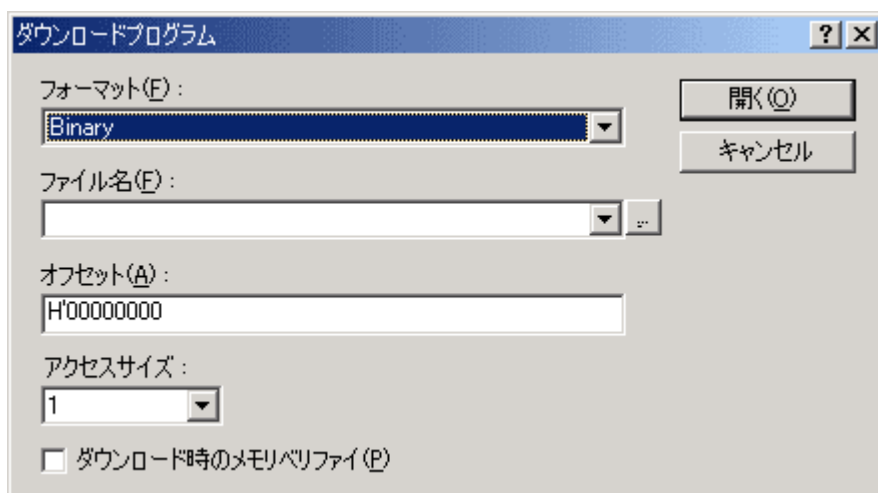 ダウンロードプログラム
フォーマット(F) :
開く(O)
Binary
キャンセル
ファイル名(F) :
...
オフセット(A) :
H'00000000
アクセスサイズ :
1
ダウンロード時のメモリベリファイ(P)